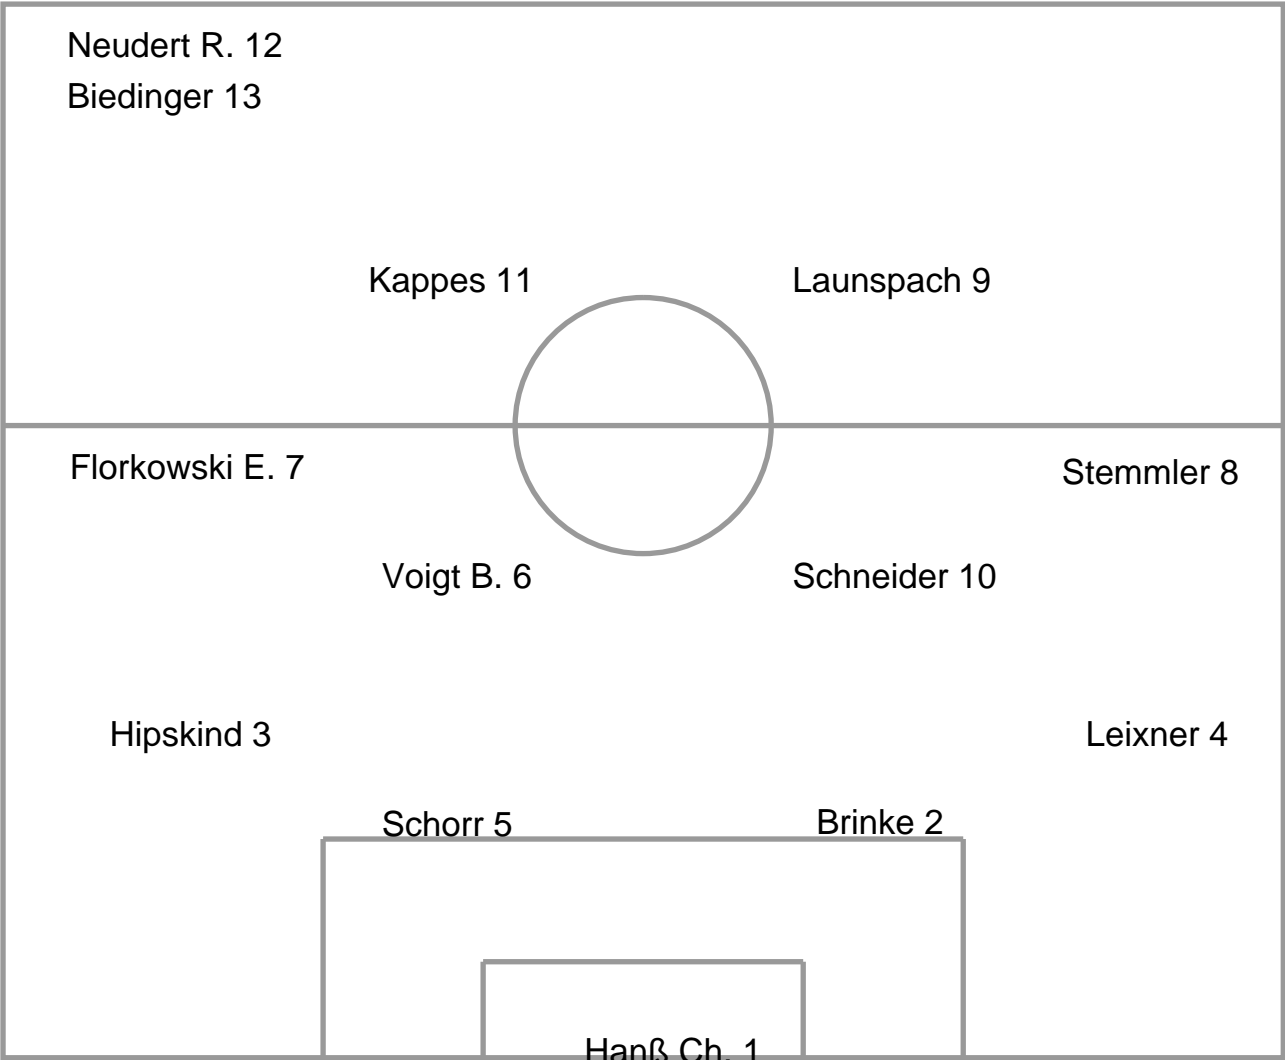 Neudert R. 12
Biedinger 13
Kappes 11
Launspach 9
Florkowski E. 7
Stemmler 8
Voigt B. 6
Schneider 10
Hipskind 3
Leixner 4
Schorr 5
Brinke 2
Hanß Ch. 1